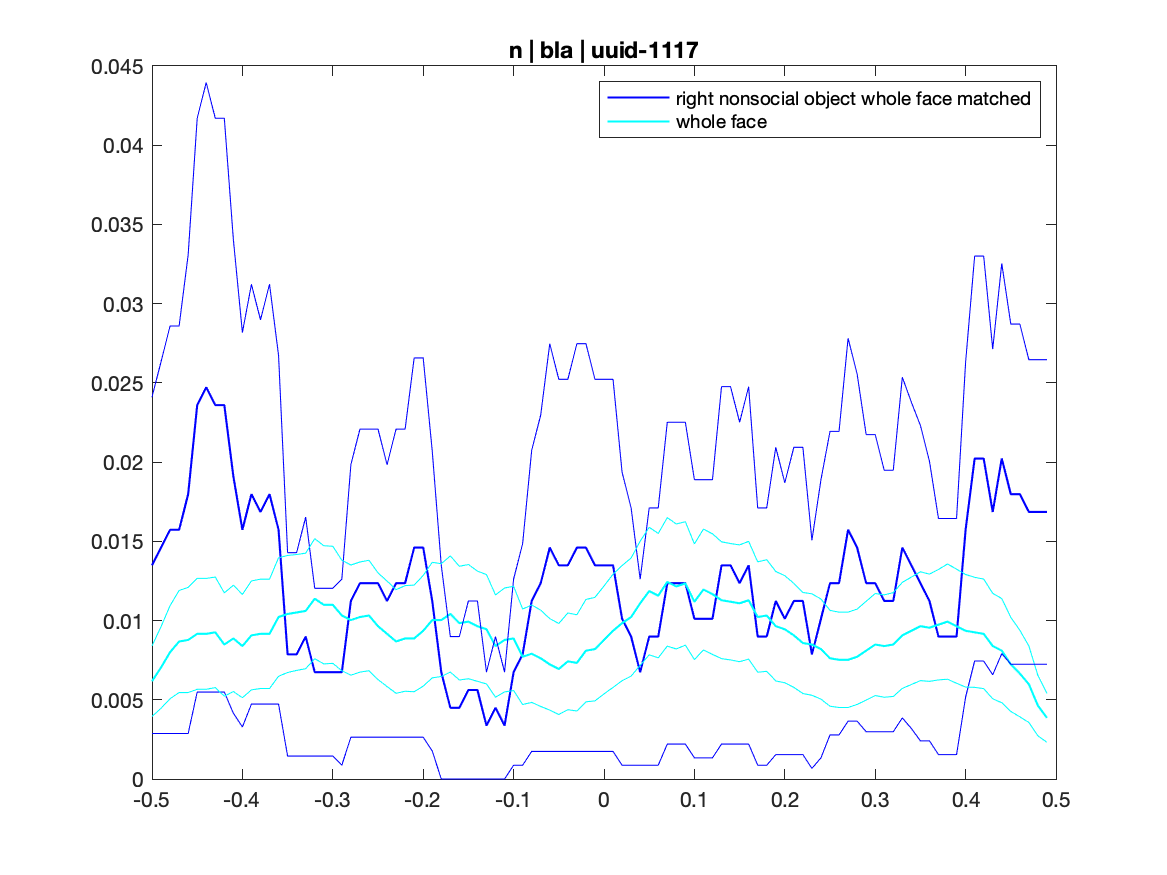 n | bla | uuid-1117
right nonsocial object whole face matched
whole face
0.045
0.04
0.035
0.03
0.025
0.02
0.015
0.01
0.005
0
-0.5 -0.4 -0.3 -0.2 -0.1 0 0.1 0.2 0.3 0.4 0.5